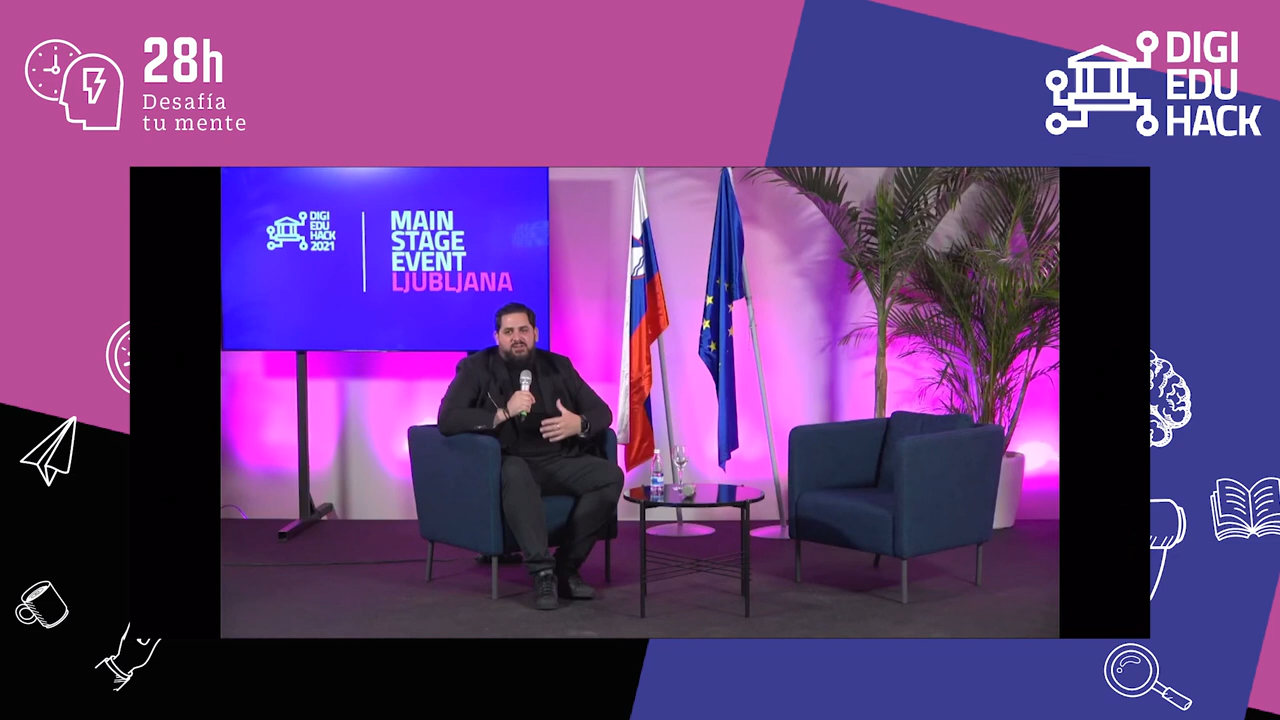 28h
Desafía
tu mente
DIGI
EDU
HACK
DIGI
EDU
HACK
2021
MAIN
STAGE
EVENT
LJUBLJANA